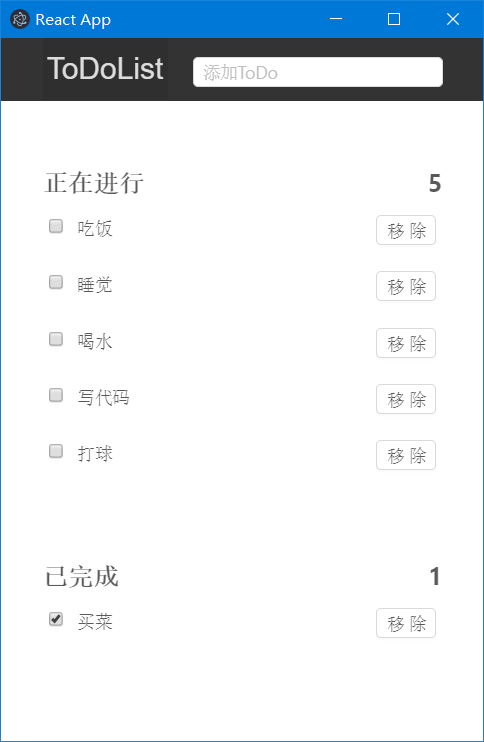 React App
ToDoList 添加ToDo
正在进行 5
吃饭 移 除
睡觉 移 除
喝水 移 除
写代码 移 除
打球 移 除
已完成 1
买菜 移 除